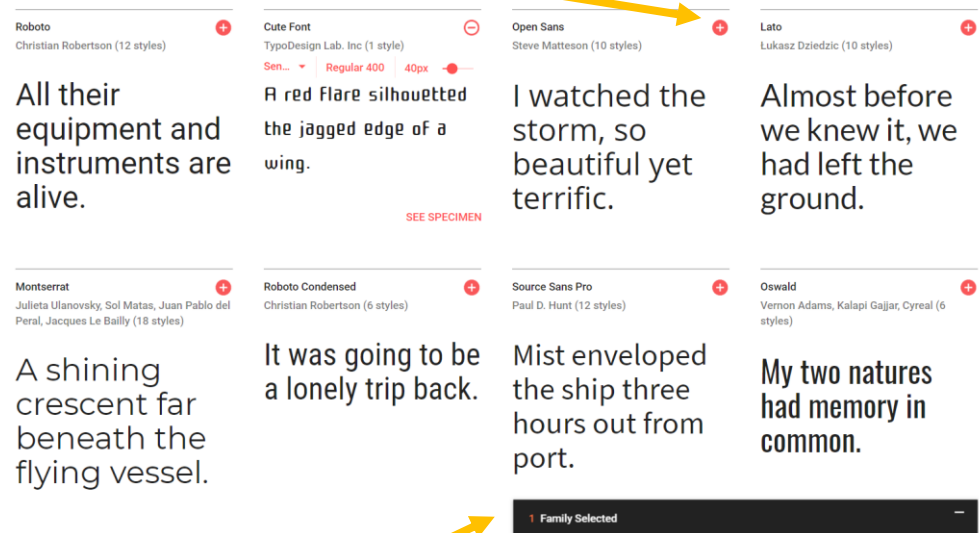 Roboto
Christian Robertson (12 styles)
All their
equipment and
instruments are
alive.
Cute Font
TypoDesign Lab. Inc (1 style)
Sen... Regular 400 40px
A red flare silhouetted
the jagged edge of a
wing.
SEE SPECIMEN
Open Sans
Steve Matteson (10 styles)
I watched the
storm, so
beautiful yet
terrific.
Lato
Lukasz Dziedzic (10 styles)
Almost before
we knew it, we
had left the
ground.
Montserrat
Julieta Ulanovsky, Sol Matas, Juan Pablo del
Peral, Jacques Le Bailly (18 styles)
A shining
crescent far
beneath the
flying vessel.
Roboto Condensed
Christian Robertson (6 styles)
It was going to be
a lonely trip back.
Source Sans Pro
Paul D. Hunt (12 styles)
Mist enveloped
the ship three
hours out from
port.
Oswald
Vernon Adams, Kalapi Gajjar, Cyreal (6
styles)
My two natures
had memory in
common.
1 Family Selected